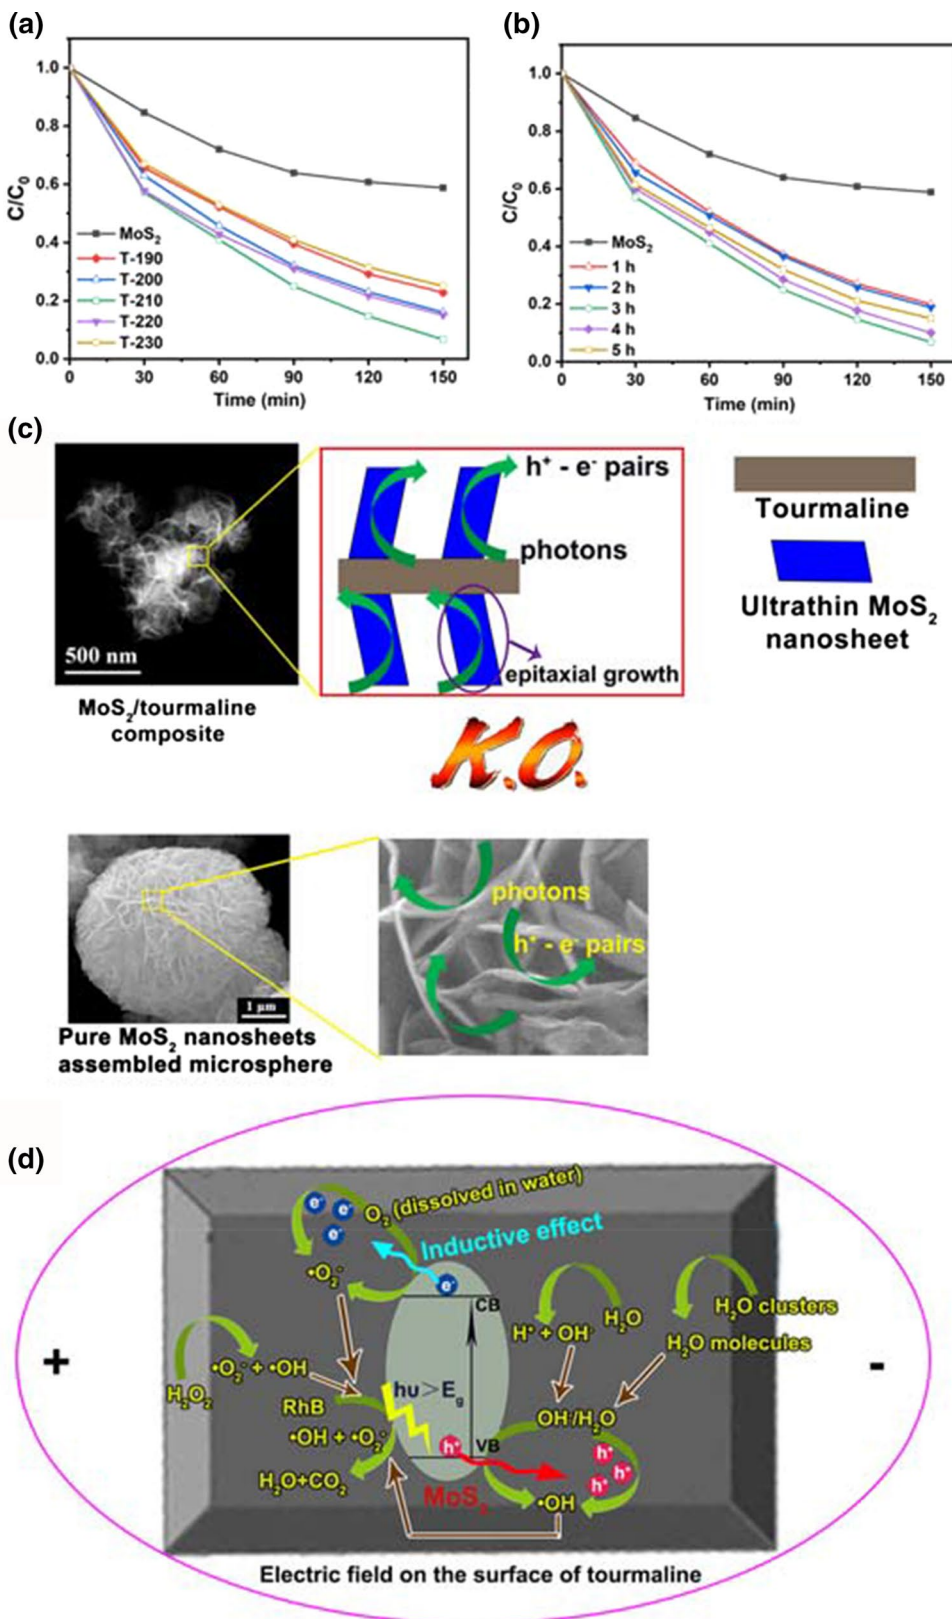 (a)
1.0
0.8
0.6
0.4
0.2
0.0
C/C0
MoS2
T-190
T-200
T-210
T-220
T-230
0 30 60 90 120 150
Time (min)
(b)
1.0
0.8
0.6
0.4
0.2
0.0
C/C0
MoS2
1 h
2 h
3 h
4 h
5 h
0 30 60 90 120 150
Time (min)
(c)
500 nm
MoS2/tourmaline
composite
h+ - e- pairs
photons
epitaxial growth
Tourmaline
Ultrathin MoS2
nanosheet
K.O.
1 μm
Pure MoS2 nanosheets
assembled microsphere
photons
h+ - e- pairs
(d)
e- e- e-
O2 (dissolved in water)
Inductive effect
•O2-
e-
CB
H2O
H+ + OH-
H2O clusters
H2O molecules
+
-
•O2- + •OH
H2O2
RhB
hυ>Eg
OH-/H2O
•OH + •O2-
h+
VB
h+ h+ h+
H2O+CO2
MoS2
•OH
Electric field on the surface of tourmaline